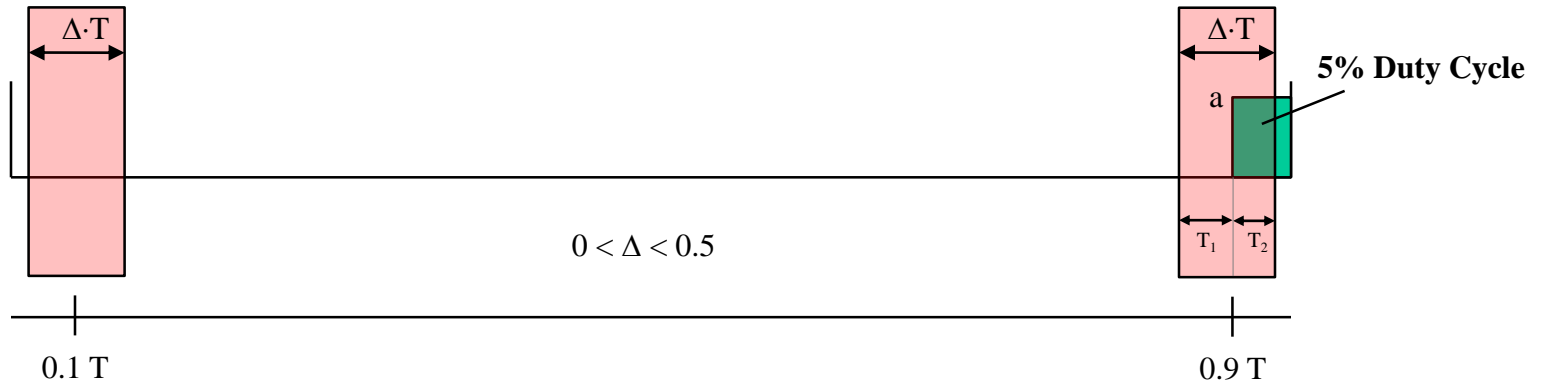 Δ·T
Δ·T
5% Duty Cycle
a
T₁
T₂
0 < Δ < 0.5
0.1 T
0.9 T